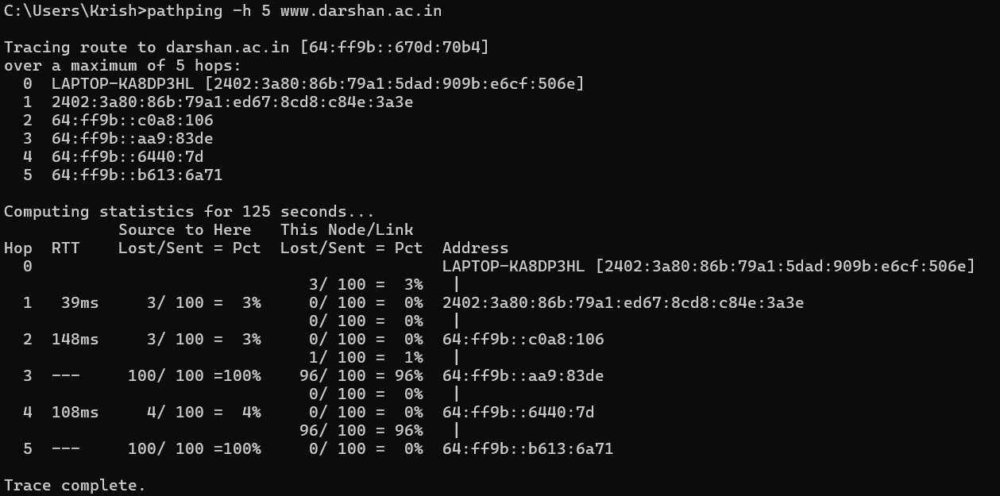 C:\Users\Krish>pathping -h 5 www.darshan.ac.in

Tracing route to darshan.ac.in [64:ff9b::670d:70b4]
over a maximum of 5 hops:
  0  LAPTOP-KA8DP3HL [2402:3a80:86b:79a1:5dad:909b:e6cf:506e]
  1  2402:3a80:86b:79a1:ed67:8cd8:c84e:3a3e
  2  64:ff9b::c0a8:106
  3  64:ff9b::aa9:83de
  4  64:ff9b::6440:7d
  5  64:ff9b::b613:6a71

Computing statistics for 125 seconds...
            Source to Here   This Node/Link
Hop  RTT    Lost/Sent = Pct  Lost/Sent = Pct  Address
  0                                           LAPTOP-KA8DP3HL [2402:3a80:86b:79a1:5dad:909b:e6cf:506e]
                                3/ 100 =  3%   |
  1   39ms     3/ 100 =  3%     0/ 100 =  0%  2402:3a80:86b:79a1:ed67:8cd8:c84e:3a3e
                                0/ 100 =  0%   |
  2  148ms     3/ 100 =  3%     0/ 100 =  0%  64:ff9b::c0a8:106
                                1/ 100 =  1%   |
  3  ---     100/ 100 =100%    96/ 100 = 96%  64:ff9b::aa9:83de
                                0/ 100 =  0%   |
  4  108ms     4/ 100 =  4%     0/ 100 =  0%  64:ff9b::6440:7d
                               96/ 100 = 96%   |
  5  ---     100/ 100 =100%     0/ 100 =  0%  64:ff9b::b613:6a71

Trace complete.